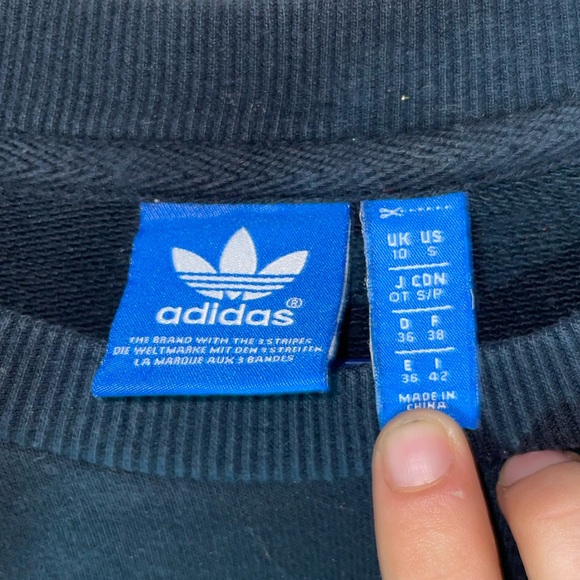 adidas®
THE BRAND WITH THE 3 STRIPES
DIE WELTMARKE MIT DEN 3 STREIFEN
LA MARQUE AUX 3 BANDES
UK US
10 S
J CDN
OT S/P
D F
36 38
E I
36 42
MADE IN
CHINA